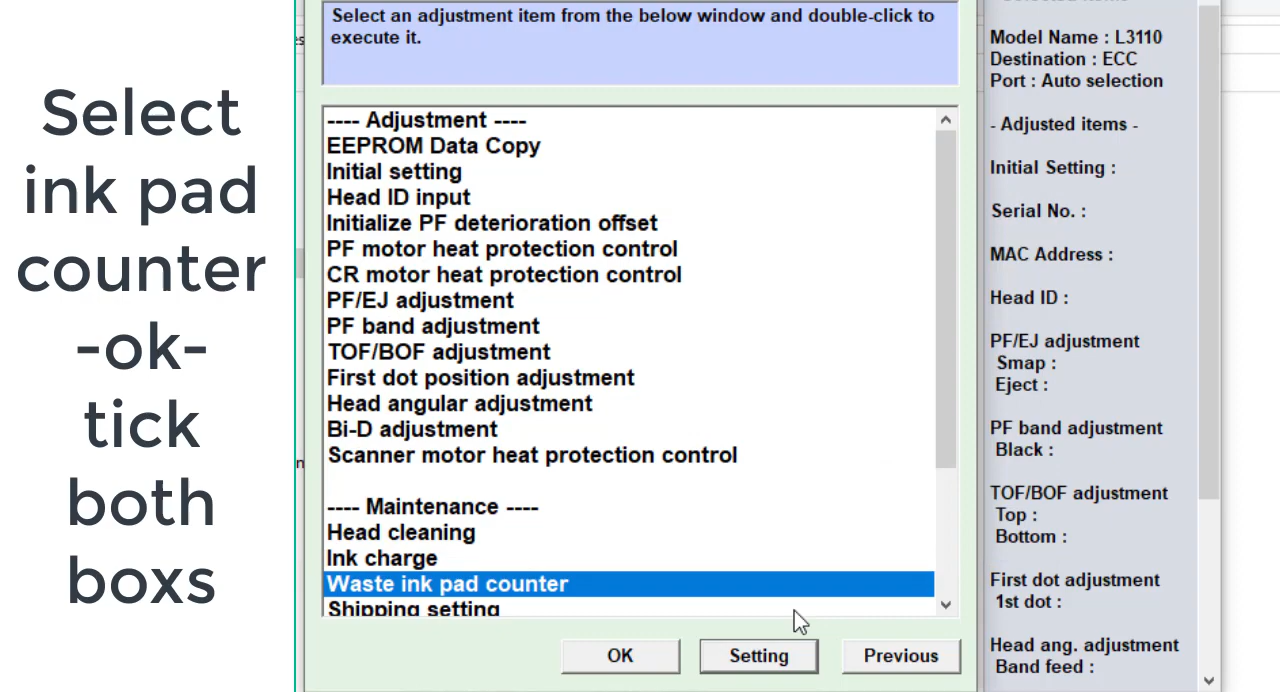 Select
ink pad
counter
-ok-
tick
both
boxs
Select an adjustment item from the below window and double-click to
execute it.
---- Adjustment ----
EEPROM Data Copy
Initial setting
Head ID input
Initialize PF deterioration offset
PF motor heat protection control
CR motor heat protection control
PF/EJ adjustment
PF band adjustment
TOF/BOF adjustment
First dot position adjustment
Head angular adjustment
Bi-D adjustment
Scanner motor heat protection control
---- Maintenance ----
Head cleaning
Ink charge
Waste ink pad counter
Shipping setting
OK
Setting
Previous
Model Name : L3110
Destination : ECC
Port : Auto selection
- Adjusted items -
Initial Setting :
Serial No. :
MAC Address :
Head ID :
PF/EJ adjustment
Smap :
Eject :
PF band adjustment
Black :
TOF/BOF adjustment
Top :
Bottom :
First dot adjustment
1st dot :
Head ang. adjustment
Band feed :